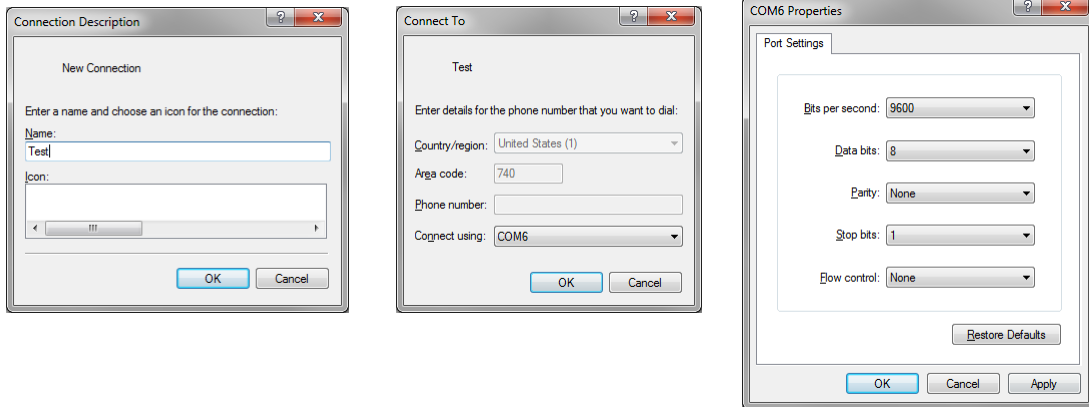 Connection Description
New Connection
Enter a name and choose an icon for the connection:
Name:
Test
Icon:
OK Cancel
Connect To
Test
Enter details for the phone number that you want to dial:
Country/region: United States (1)
Area code: 740
Phone number:
Connect using: COM6
OK Cancel
COM6 Properties
Port Settings
Bits per second: 9600
Data bits: 8
Parity: None
Stop bits: 1
Flow control: None
Restore Defaults
OK Cancel Apply